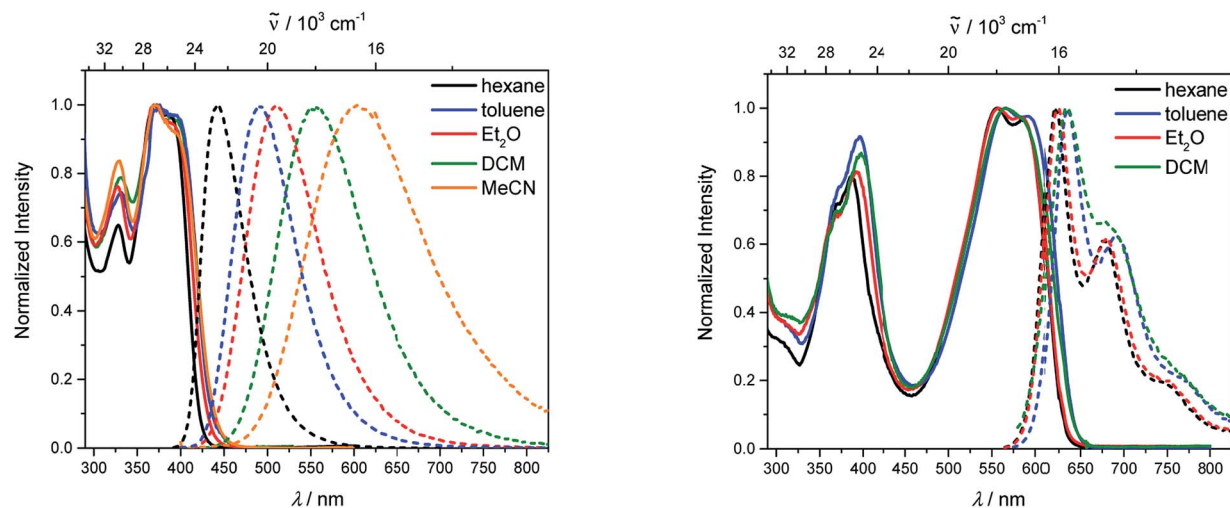 ν̃ / 10³ cm⁻¹
32 28 24 20 16
hexane
toluene
Et₂O
DCM
MeCN
Normalized Intensity
1.0
0.8
0.6
0.4
0.2
0.0
300 350 400 450 500 550 600 650 700 750 800
λ / nm
ν̃ / 10³ cm⁻¹
32 28 24 20 16
hexane
toluene
Et₂O
DCM
Normalized Intensity
1.0
0.8
0.6
0.4
0.2
0.0
300 350 400 450 500 550 600 650 700 750 800
λ / nm